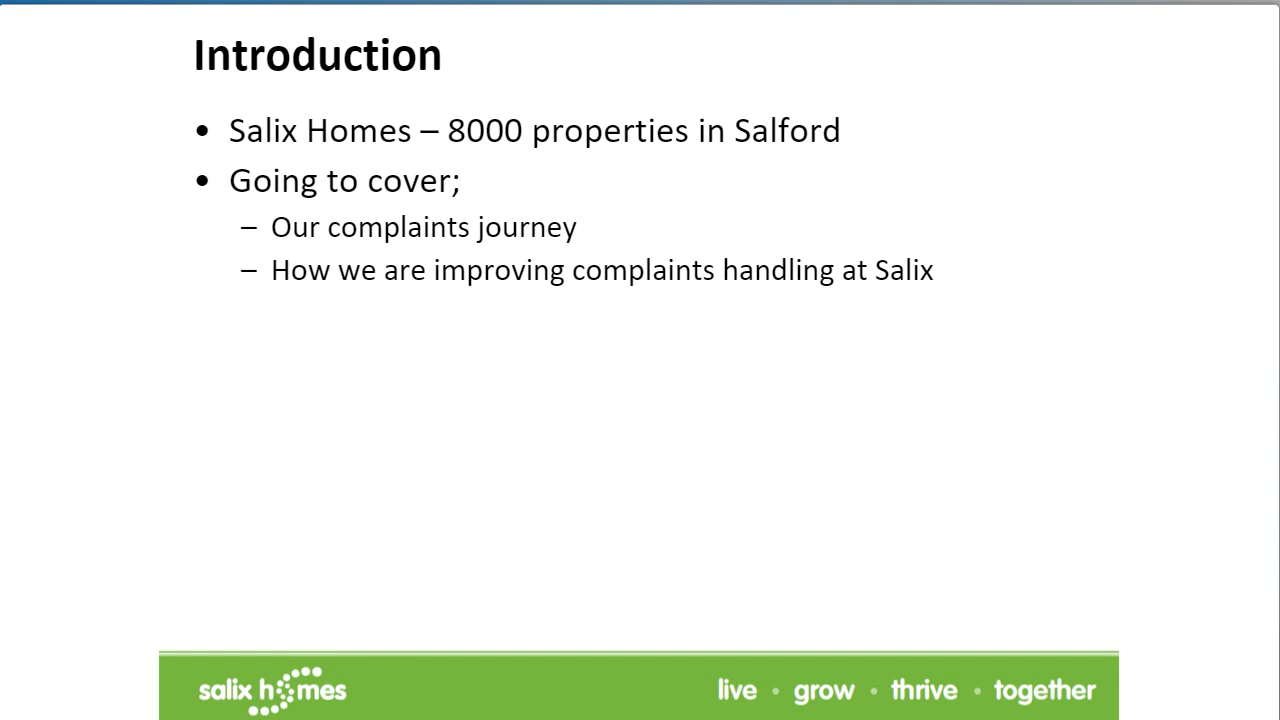 Introduction
• Salix Homes – 8000 properties in Salford
• Going to cover;
– Our complaints journey
– How we are improving complaints handling at Salix
salix homes
live • grow • thrive • together